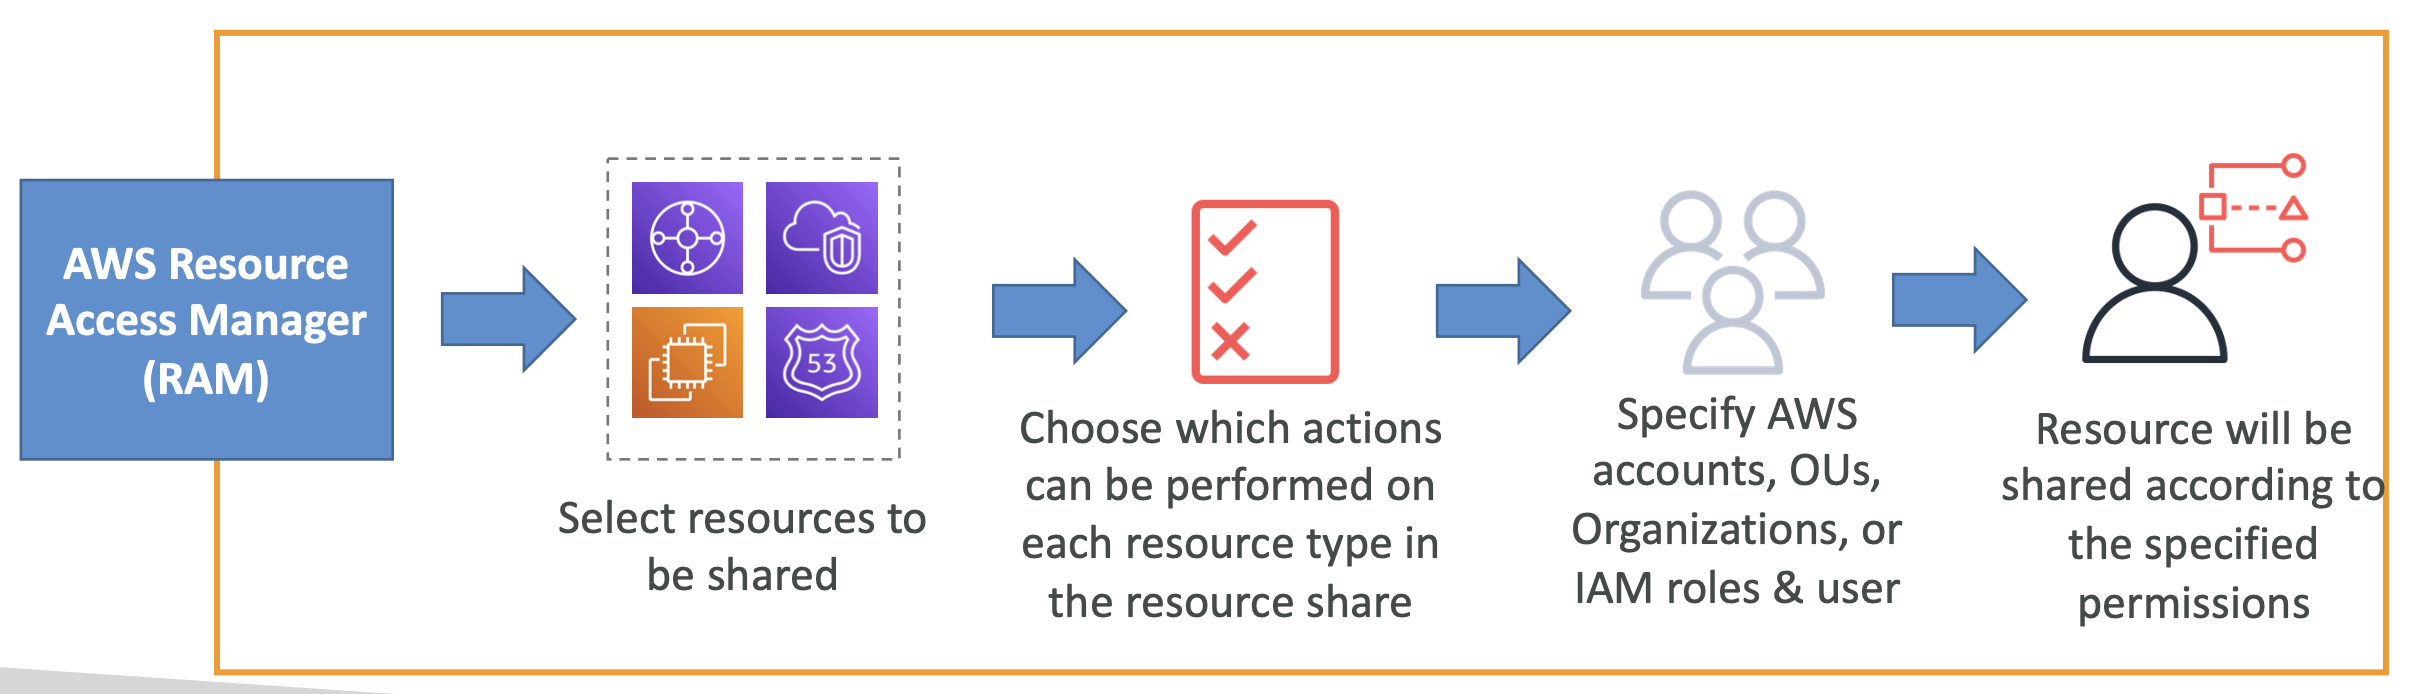 AWS Resource
Access Manager
(RAM)
53
Select resources to
be shared
Choose which actions
can be performed on
each resource type in
the resource share
Specify AWS
accounts, OUs,
Organizations, or
IAM roles & user
Resource will be
shared according to
the specified
permissions